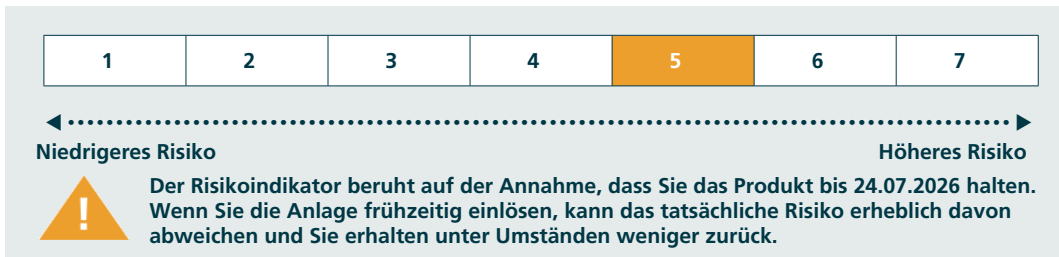 1 2 3 4 5 6 7
Niedrigeres Risiko Höheres Risiko
Der Risikoindikator beruht auf der Annahme, dass Sie das Produkt bis 24.07.2026 halten.
Wenn Sie die Anlage frühzeitig einlösen, kann das tatsächliche Risiko erheblich davon
abweichen und Sie erhalten unter Umständen weniger zurück.